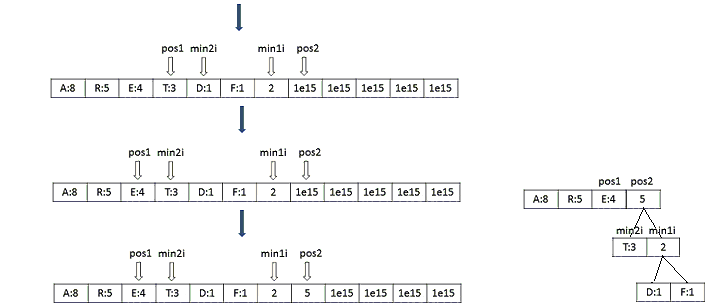 pos1 min2i min1i pos2
A:8 R:5 E:4 T:3 D:1 F:1 2 1e15 1e15 1e15 1e15 1e15
pos1 min2i min1i pos2
A:8 R:5 E:4 T:3 D:1 F:1 2 1e15 1e15 1e15 1e15 1e15
pos1 min2i min1i pos2
A:8 R:5 E:4 T:3 D:1 F:1 2 5 1e15 1e15 1e15 1e15
pos1 pos2
A:8 R:5 E:4 5
min2i min1i
T:3 2
D:1 F:1